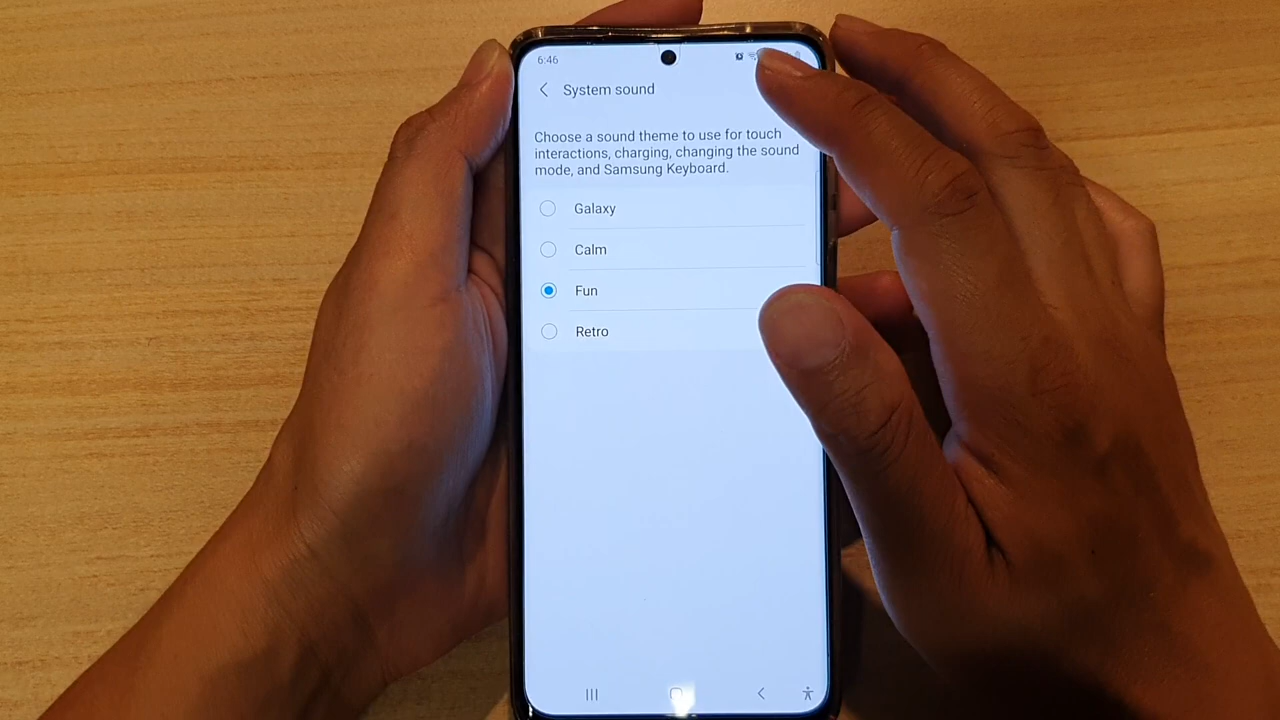 6:46
System sound
Choose a sound theme to use for touch
interactions, charging, changing the sound
mode, and Samsung Keyboard.
Galaxy
Calm
Fun
Retro